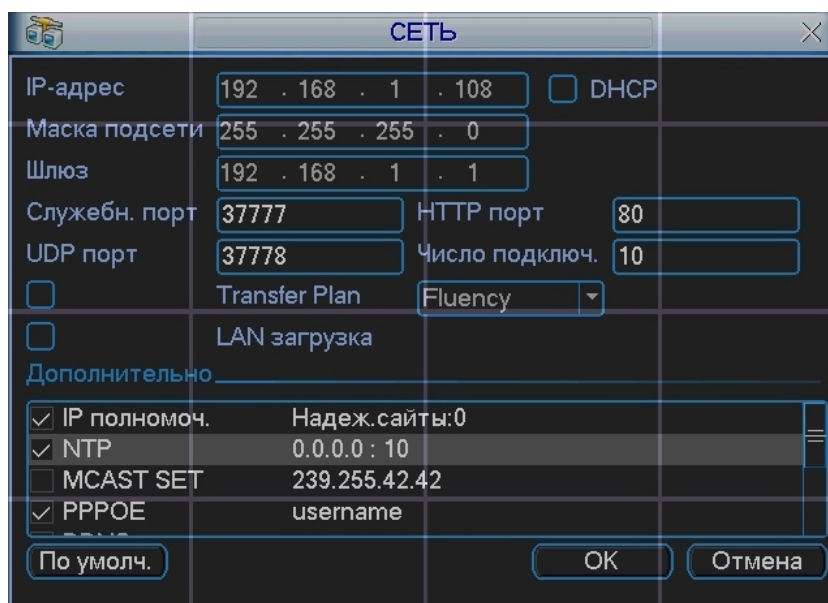 СЕТЬ
IP-адрес 192 . 168 . 1 . 108 DHCP
Маска подсети 255 . 255 . 255 . 0
Шлюз 192 . 168 . 1 . 1
Служебн. порт 37777 HTTP порт 80
UDP порт 37778 Число подключ. 10
Transfer Plan Fluency
LAN загрузка
Дополнительно
IP полномоч. Надеж.сайты:0
NTP 0.0.0.0 : 10
MCAST SET 239.255.42.42
PPPOE username
По умолч. OK Отмена